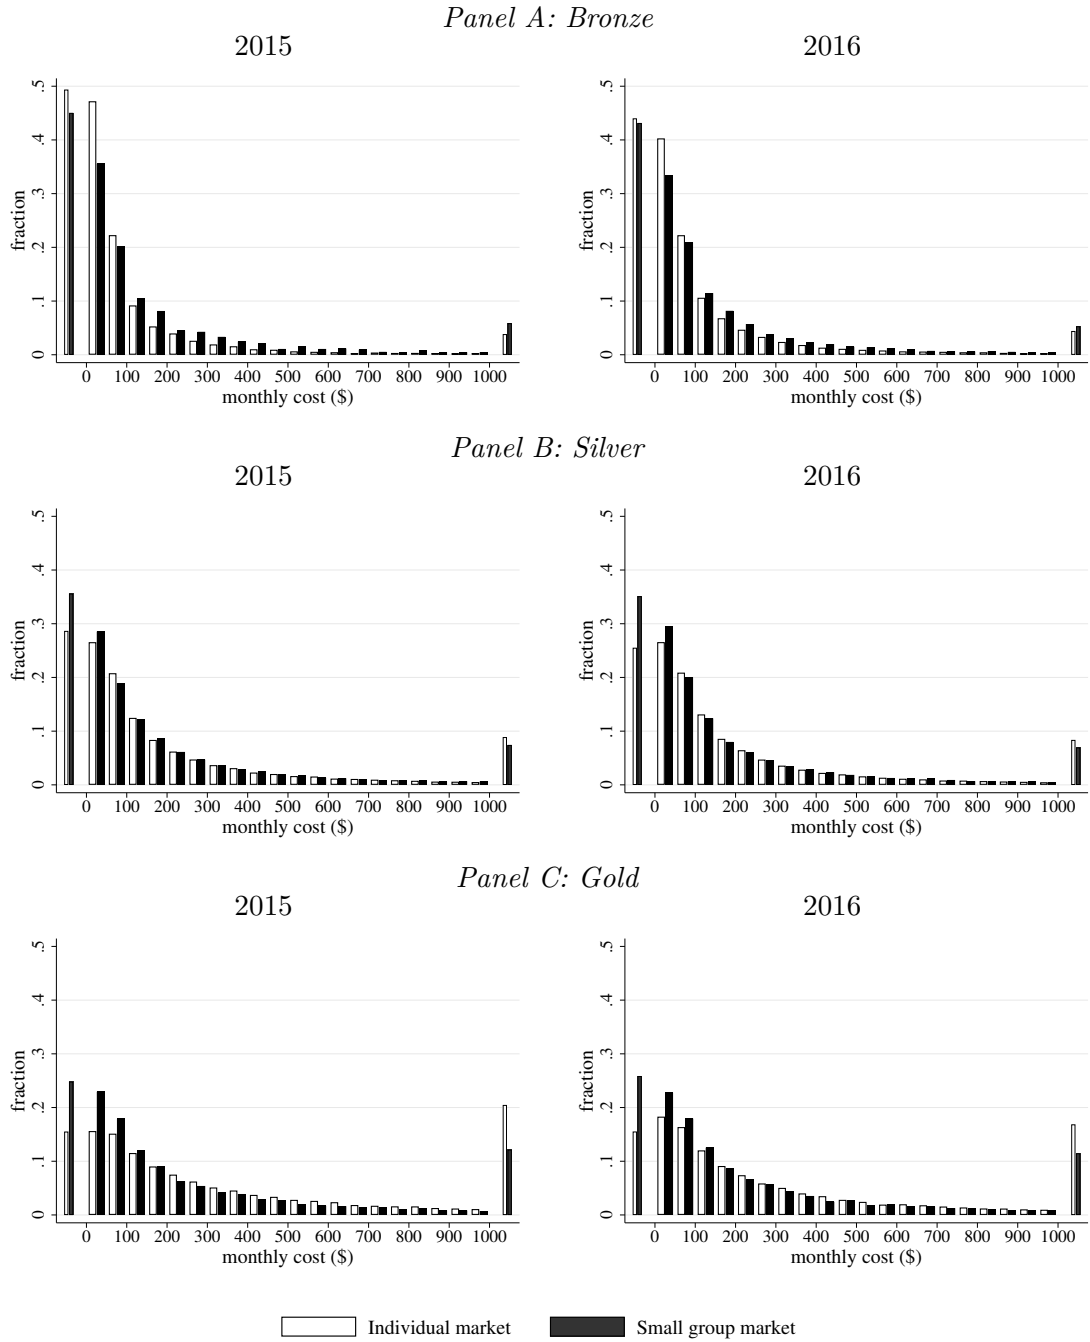 Panel A: Bronze
2015 2016
fraction
0 .1 .2 .3 .4 .5
0 100 200 300 400 500 600 700 800 900 1000
monthly cost ($)
fraction
0 .1 .2 .3 .4 .5
0 100 200 300 400 500 600 700 800 900 1000
monthly cost ($)
Panel B: Silver
2015 2016
fraction
0 .1 .2 .3 .4 .5
0 100 200 300 400 500 600 700 800 900 1000
monthly cost ($)
fraction
0 .1 .2 .3 .4 .5
0 100 200 300 400 500 600 700 800 900 1000
monthly cost ($)
Panel C: Gold
2015 2016
fraction
0 .1 .2 .3 .4 .5
0 100 200 300 400 500 600 700 800 900 1000
monthly cost ($)
fraction
0 .1 .2 .3 .4 .5
0 100 200 300 400 500 600 700 800 900 1000
monthly cost ($)
Individual market Small group market